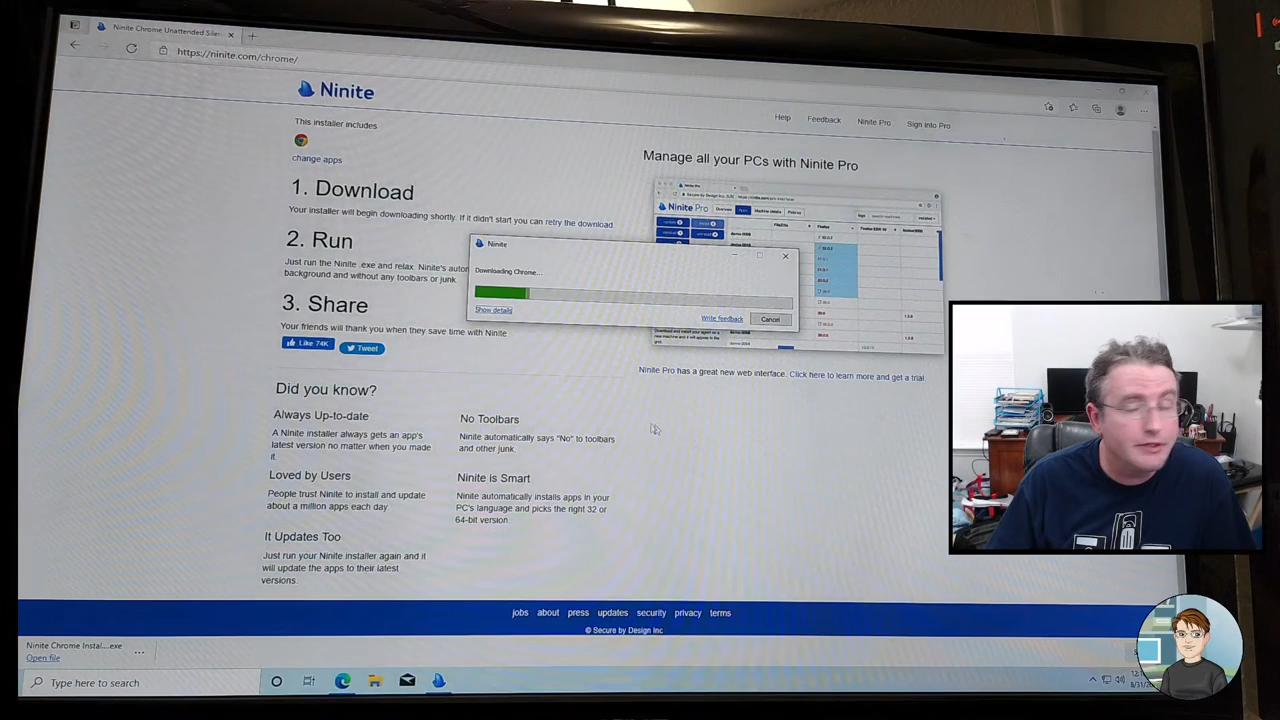 Ninite Chrome Unattended Silen
https://ninite.com/chrome/
Ninite
Help Feedback Ninite Pro Sign into Pro
This installer includes
change apps
Manage all your PCs with Ninite Pro
1. Download
Your installer will begin downloading shortly. If it didn't start you can retry the download.
2. Run
Just run the Ninite .exe and relax. Ninite's
background and without any toolbars or junk.
3. Share
Your friends will thank you when they save time with Ninite
Like 74K
Tweet
Ninite
Downloading Chrome...
Show details
Write feedback
Cancel
Ninite Pro
Ninite Pro has a great new web interface. Click here to learn more and get a trial.
Did you know?
Always Up-to-date
A Ninite installer always gets an app's
latest version no matter when you made
it.
No Toolbars
Ninite automatically says "No" to toolbars
and other junk.
Loved by Users
People trust Ninite to install and update
about a million apps each day.
Ninite is Smart
Ninite automatically installs apps in your
PC's language and picks the right 32 or
64-bit version.
It Updates Too
Just run your Ninite installer again and it
will update the apps to their latest
versions.
jobs about press updates security privacy terms
© Secure by Design Inc
Ninite Chrome Instal....exe
Open file
Type here to search